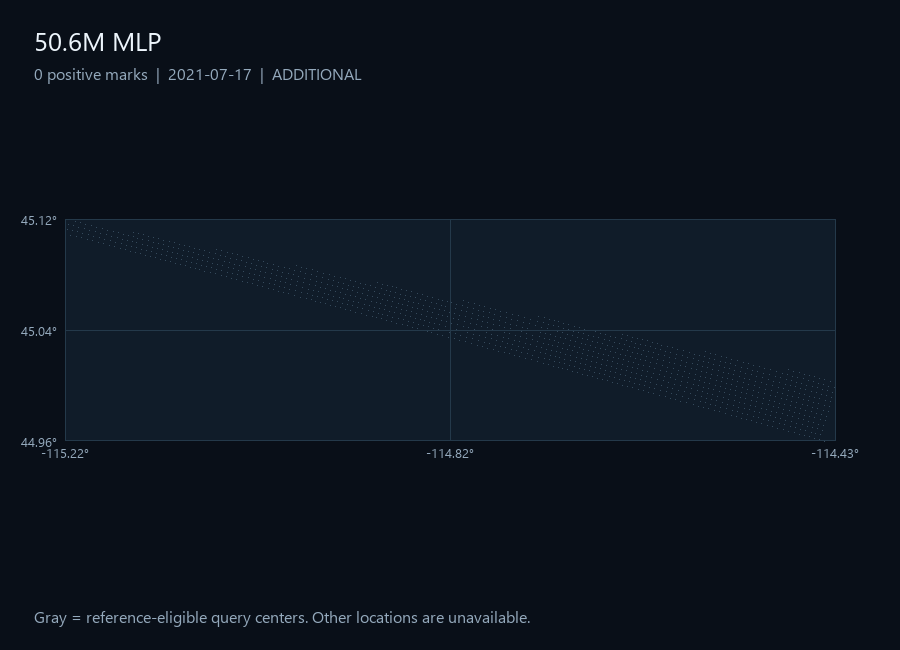 50.6M MLP
0 positive marks | 2021-07-17 | ADDITIONAL
45.12°
45.04°
44.96°
-115.22°
-114.82°
-114.43°
Gray = reference-eligible query centers. Other locations are unavailable.